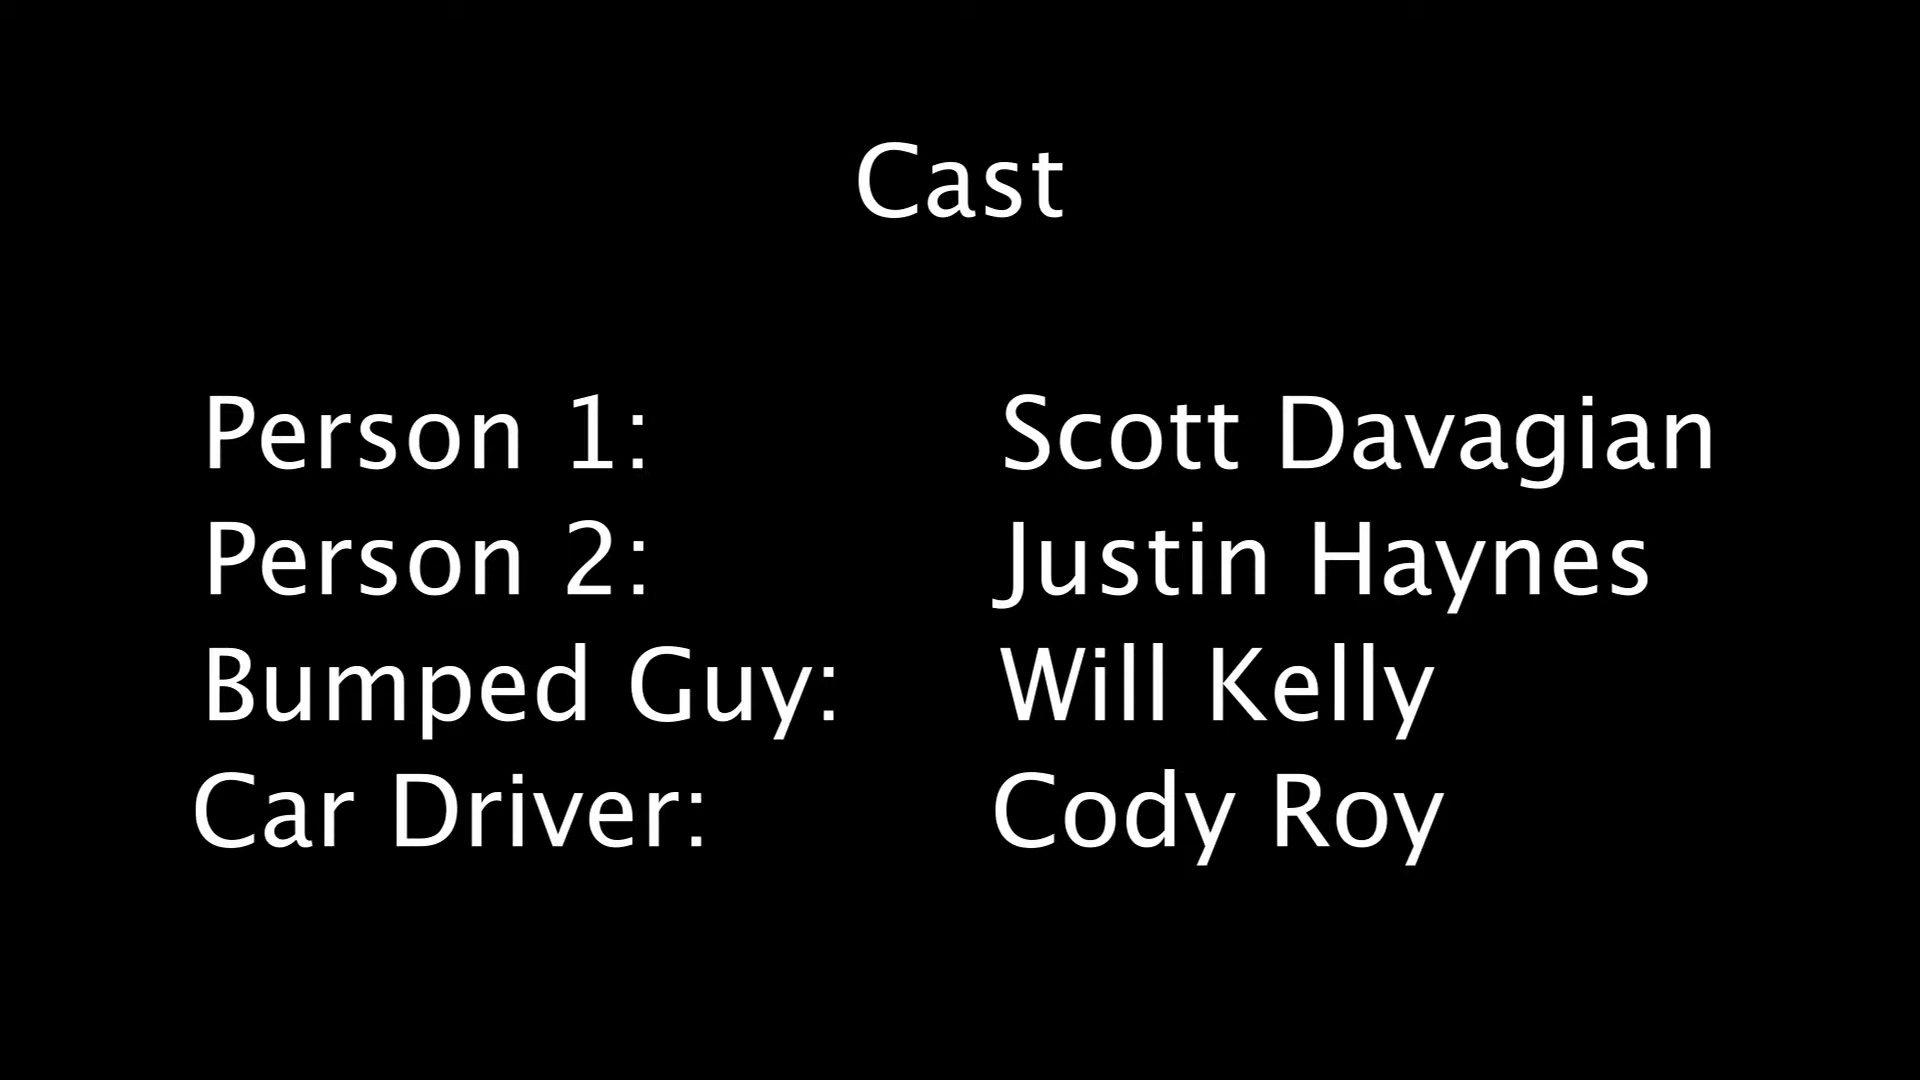 Cast
Person 1: Scott Davagian
Person 2: Justin Haynes
Bumped Guy: Will Kelly
Car Driver: Cody Roy